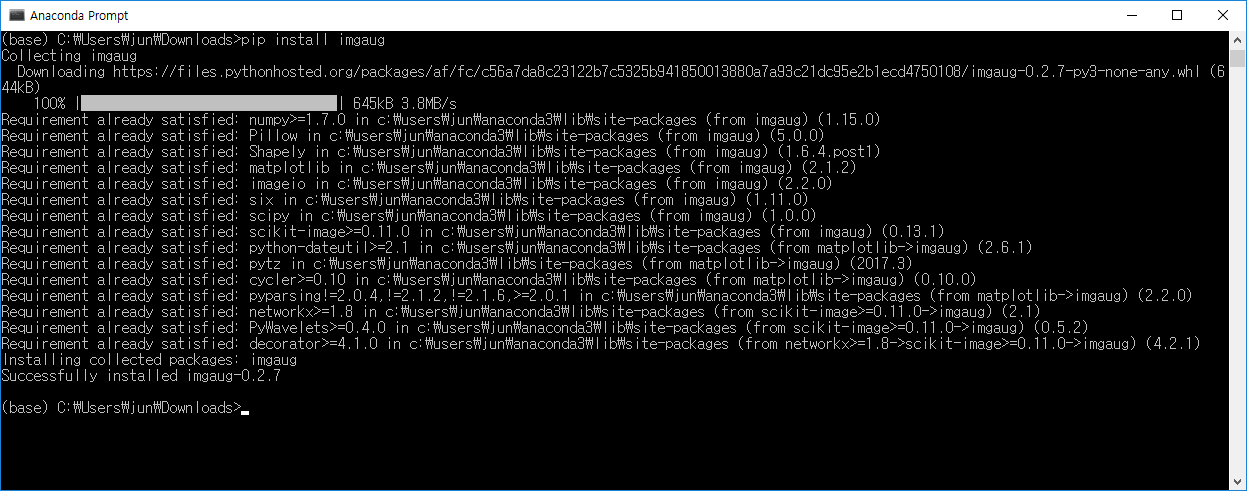 Anaconda Prompt
(base) C:₩Users₩jun₩Downloads>pip install imgaug
Collecting imgaug
  Downloading https://files.pythonhosted.org/packages/af/fc/c56a7da8c23122b7c5325b941850013880a7a93c21dc95e2b1ecd4750108/imgaug-0.2.7-py3-none-any.whl (6
44kB)
    100% |████████████████████████████████| 645kB 3.8MB/s
Requirement already satisfied: numpy>=1.7.0 in c:₩users₩jun₩anaconda3₩lib₩site-packages (from imgaug) (1.15.0)
Requirement already satisfied: Pillow in c:₩users₩jun₩anaconda3₩lib₩site-packages (from imgaug) (5.0.0)
Requirement already satisfied: Shapely in c:₩users₩jun₩anaconda3₩lib₩site-packages (from imgaug) (1.6.4.post1)
Requirement already satisfied: matplotlib in c:₩users₩jun₩anaconda3₩lib₩site-packages (from imgaug) (2.1.2)
Requirement already satisfied: imageio in c:₩users₩jun₩anaconda3₩lib₩site-packages (from imgaug) (2.2.0)
Requirement already satisfied: six in c:₩users₩jun₩anaconda3₩lib₩site-packages (from imgaug) (1.11.0)
Requirement already satisfied: scipy in c:₩users₩jun₩anaconda3₩lib₩site-packages (from imgaug) (1.0.0)
Requirement already satisfied: scikit-image>=0.11.0 in c:₩users₩jun₩anaconda3₩lib₩site-packages (from imgaug) (0.13.1)
Requirement already satisfied: python-dateutil>=2.1 in c:₩users₩jun₩anaconda3₩lib₩site-packages (from matplotlib->imgaug) (2.6.1)
Requirement already satisfied: pytz in c:₩users₩jun₩anaconda3₩lib₩site-packages (from matplotlib->imgaug) (2017.3)
Requirement already satisfied: cycler>=0.10 in c:₩users₩jun₩anaconda3₩lib₩site-packages (from matplotlib->imgaug) (0.10.0)
Requirement already satisfied: pyparsing!=2.0.4,!=2.1.2,!=2.1.6,>=2.0.1 in c:₩users₩jun₩anaconda3₩lib₩site-packages (from matplotlib->imgaug) (2.2.0)
Requirement already satisfied: networkx>=1.8 in c:₩users₩jun₩anaconda3₩lib₩site-packages (from scikit-image>=0.11.0->imgaug) (2.1)
Requirement already satisfied: PyWavelets>=0.4.0 in c:₩users₩jun₩anaconda3₩lib₩site-packages (from scikit-image>=0.11.0->imgaug) (0.5.2)
Requirement already satisfied: decorator>=4.1.0 in c:₩users₩jun₩anaconda3₩lib₩site-packages (from networkx>=1.8->scikit-image>=0.11.0->imgaug) (4.2.1)
Installing collected packages: imgaug
Successfully installed imgaug-0.2.7
(base) C:₩Users₩jun₩Downloads>